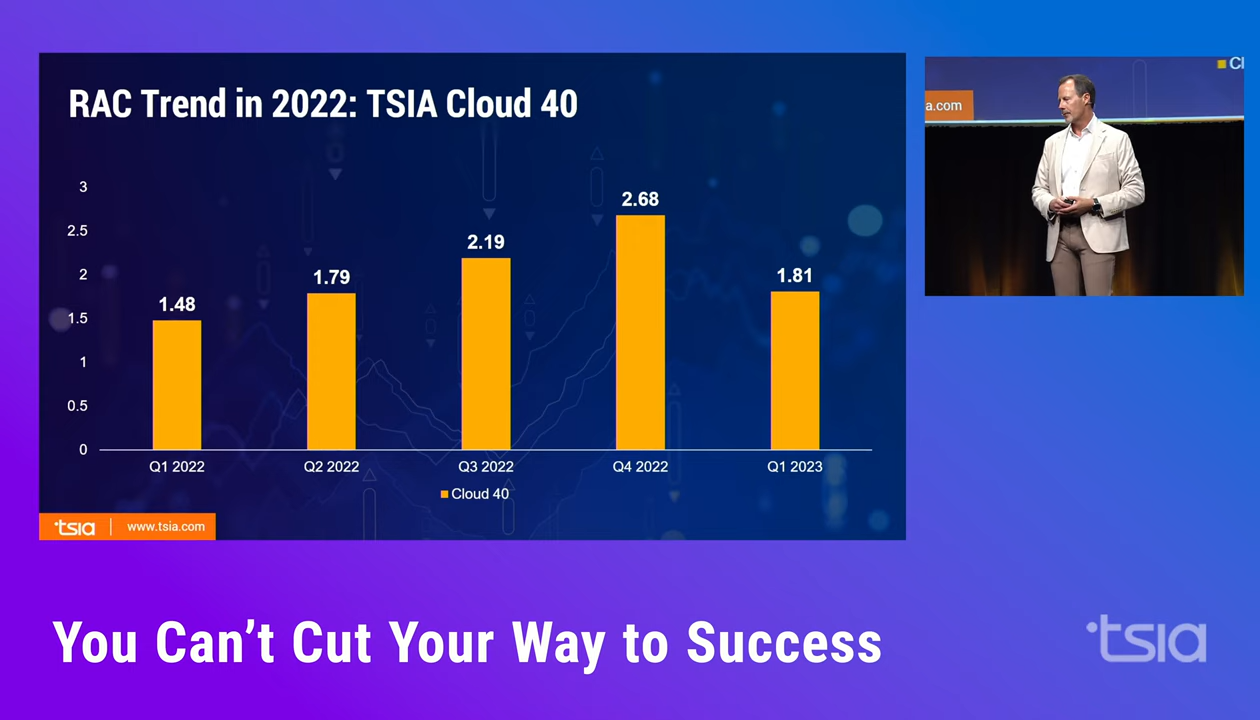 RAC Trend in 2022: TSIA Cloud 40
3
2.5
2
1.5
1
0.5
0
1.48
1.79
2.19
2.68
1.81
Q1 2022
Q2 2022
Q3 2022
Q4 2022
Q1 2023
Cloud 40
tsia
www.tsia.com
Cl
a.com
You Can’t Cut Your Way to Success
tsia